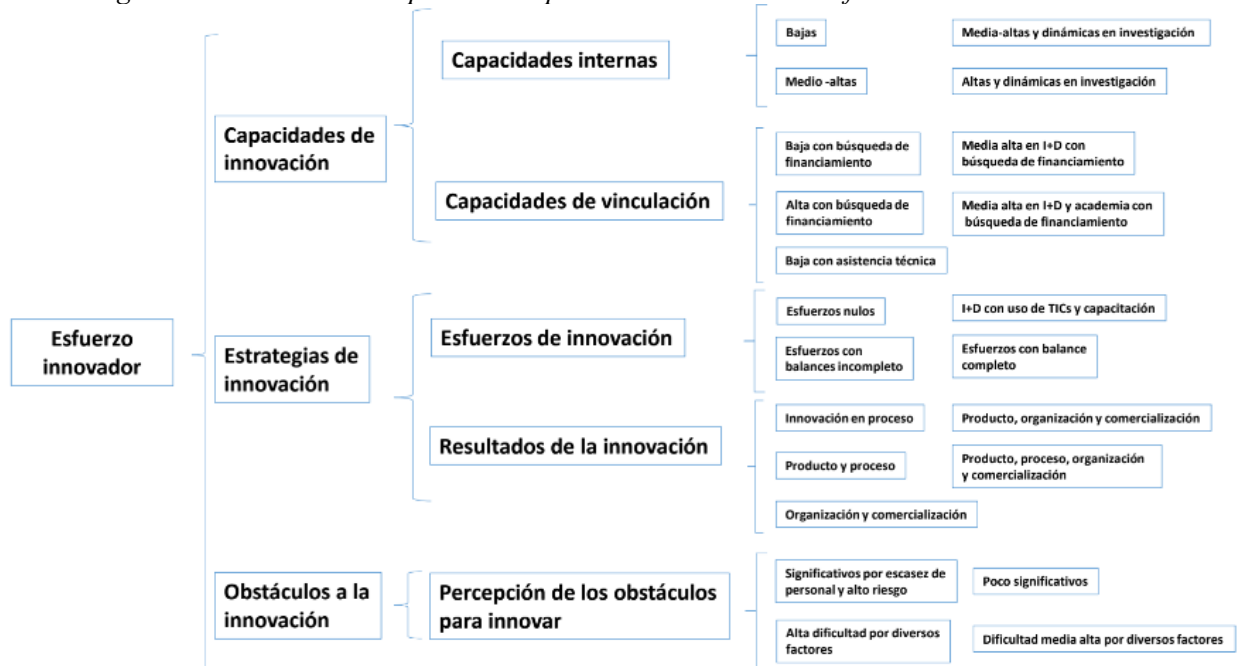 Capacidades internas
Bajas
Media-altas y dinámicas en investigación
Medio -altas
Altas y dinámicas en investigación
Capacidades de
innovación
Capacidades de vinculación
Baja con búsqueda de
financiamiento
Media alta en I+D con
búsqueda de financiamiento
Alta con búsqueda de
financiamiento
Media alta en I+D y academia con
búsqueda de financiamiento
Baja con asistencia técnica
Esfuerzo
innovador
Estrategias de
innovación
Esfuerzos de innovación
Esfuerzos nulos
I+D con uso de TICs y capacitación
Esfuerzos con
balances incompleto
Esfuerzos con balance
completo
Resultados de la innovación
Innovación en proceso
Producto, organización y comercialización
Producto y proceso
Producto, proceso, organización
y comercialización
Organización y comercialización
Obstáculos a la
innovación
Percepción de los obstáculos
para innovar
Significativos por escasez de
personal y alto riesgo
Poco significativos
Alta dificultad por diversos
factores
Dificultad media alta por diversos factores